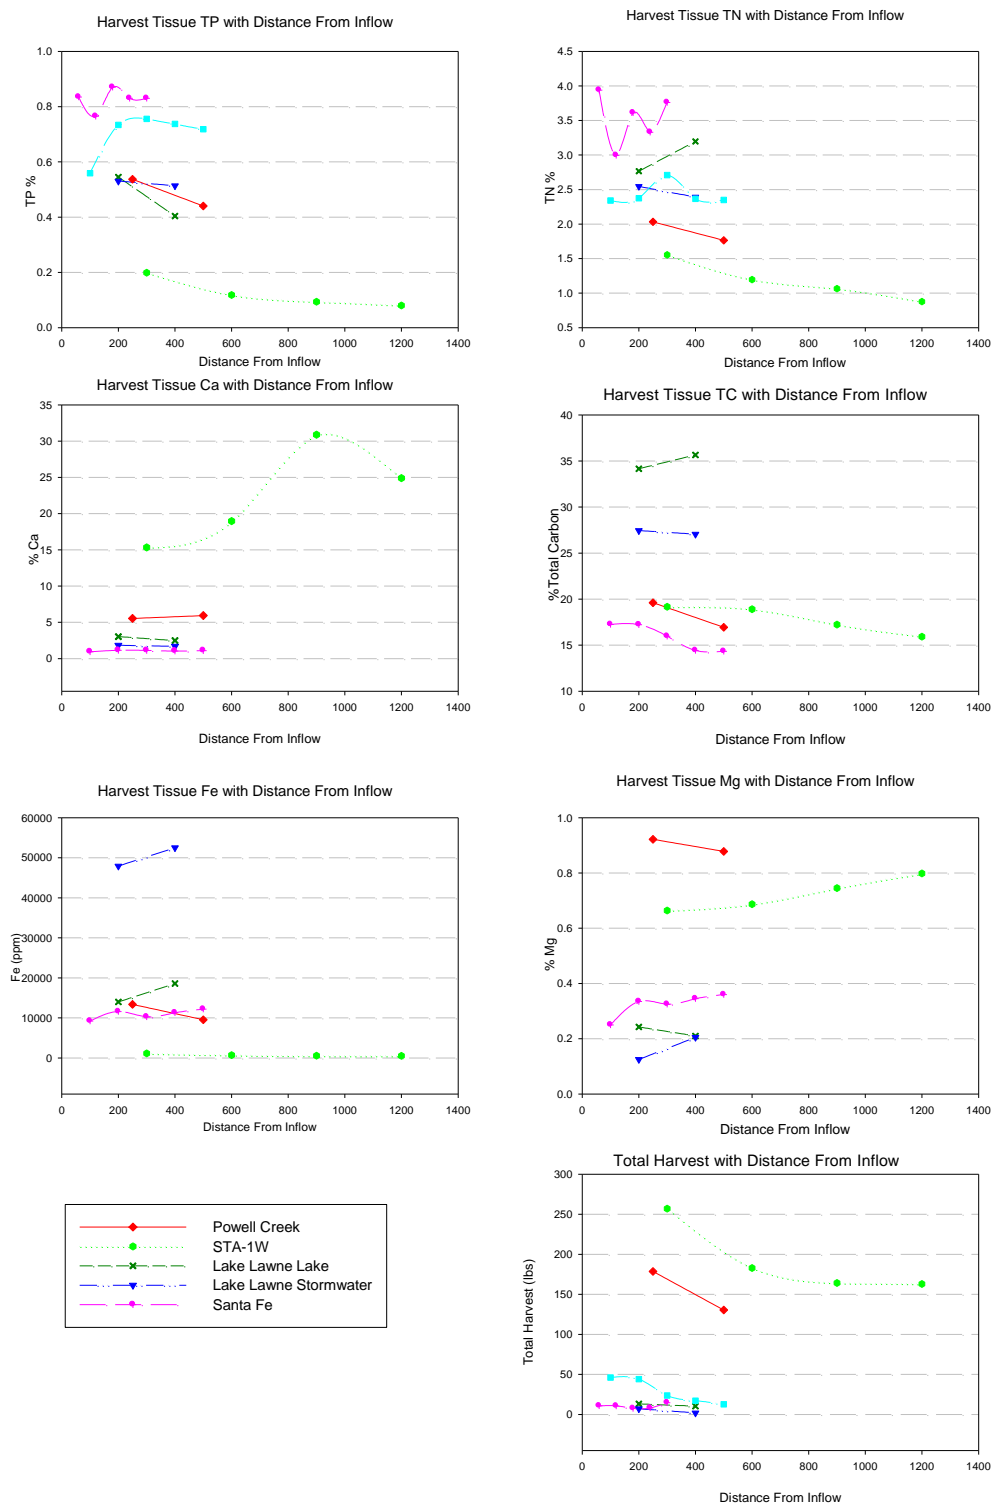 Harvest Tissue TP with Distance From Inflow
1.0
0.8
0.6
0.4
0.2
0.0
TP %
0 200 400 600 800 1000 1200 1400
Distance From Inflow
Harvest Tissue TN with Distance From Inflow
4.5
4.0
3.5
3.0
2.5
2.0
1.5
1.0
0.5
TN %
0 200 400 600 800 1000 1200 1400
Distance From Inflow
Harvest Tissue Ca with Distance From Inflow
35
30
25
20
15
10
5
0
% Ca
0 200 400 600 800 1000 1200 1400
Distance From Inflow
Harvest Tissue TC with Distance From Inflow
40
35
30
25
20
15
10
%Total Carbon
0 200 400 600 800 1000 1200 1400
Distance From Inflow
Harvest Tissue Fe with Distance From Inflow
60000
50000
40000
30000
20000
10000
0
Fe (ppm)
0 200 400 600 800 1000 1200 1400
Distance From Inflow
Harvest Tissue Mg with Distance From Inflow
1.0
0.8
0.6
0.4
0.2
0.0
% Mg
0 200 400 600 800 1000 1200 1400
Distance From Inflow
Powell Creek
STA-1W
Lake Lawne Lake
Lake Lawne Stormwater
Santa Fe
Total Harvest with Distance From Inflow
300
250
200
150
100
50
0
Total Harvest (lbs)
0 200 400 600 800 1000 1200 1400
Distance From Inflow